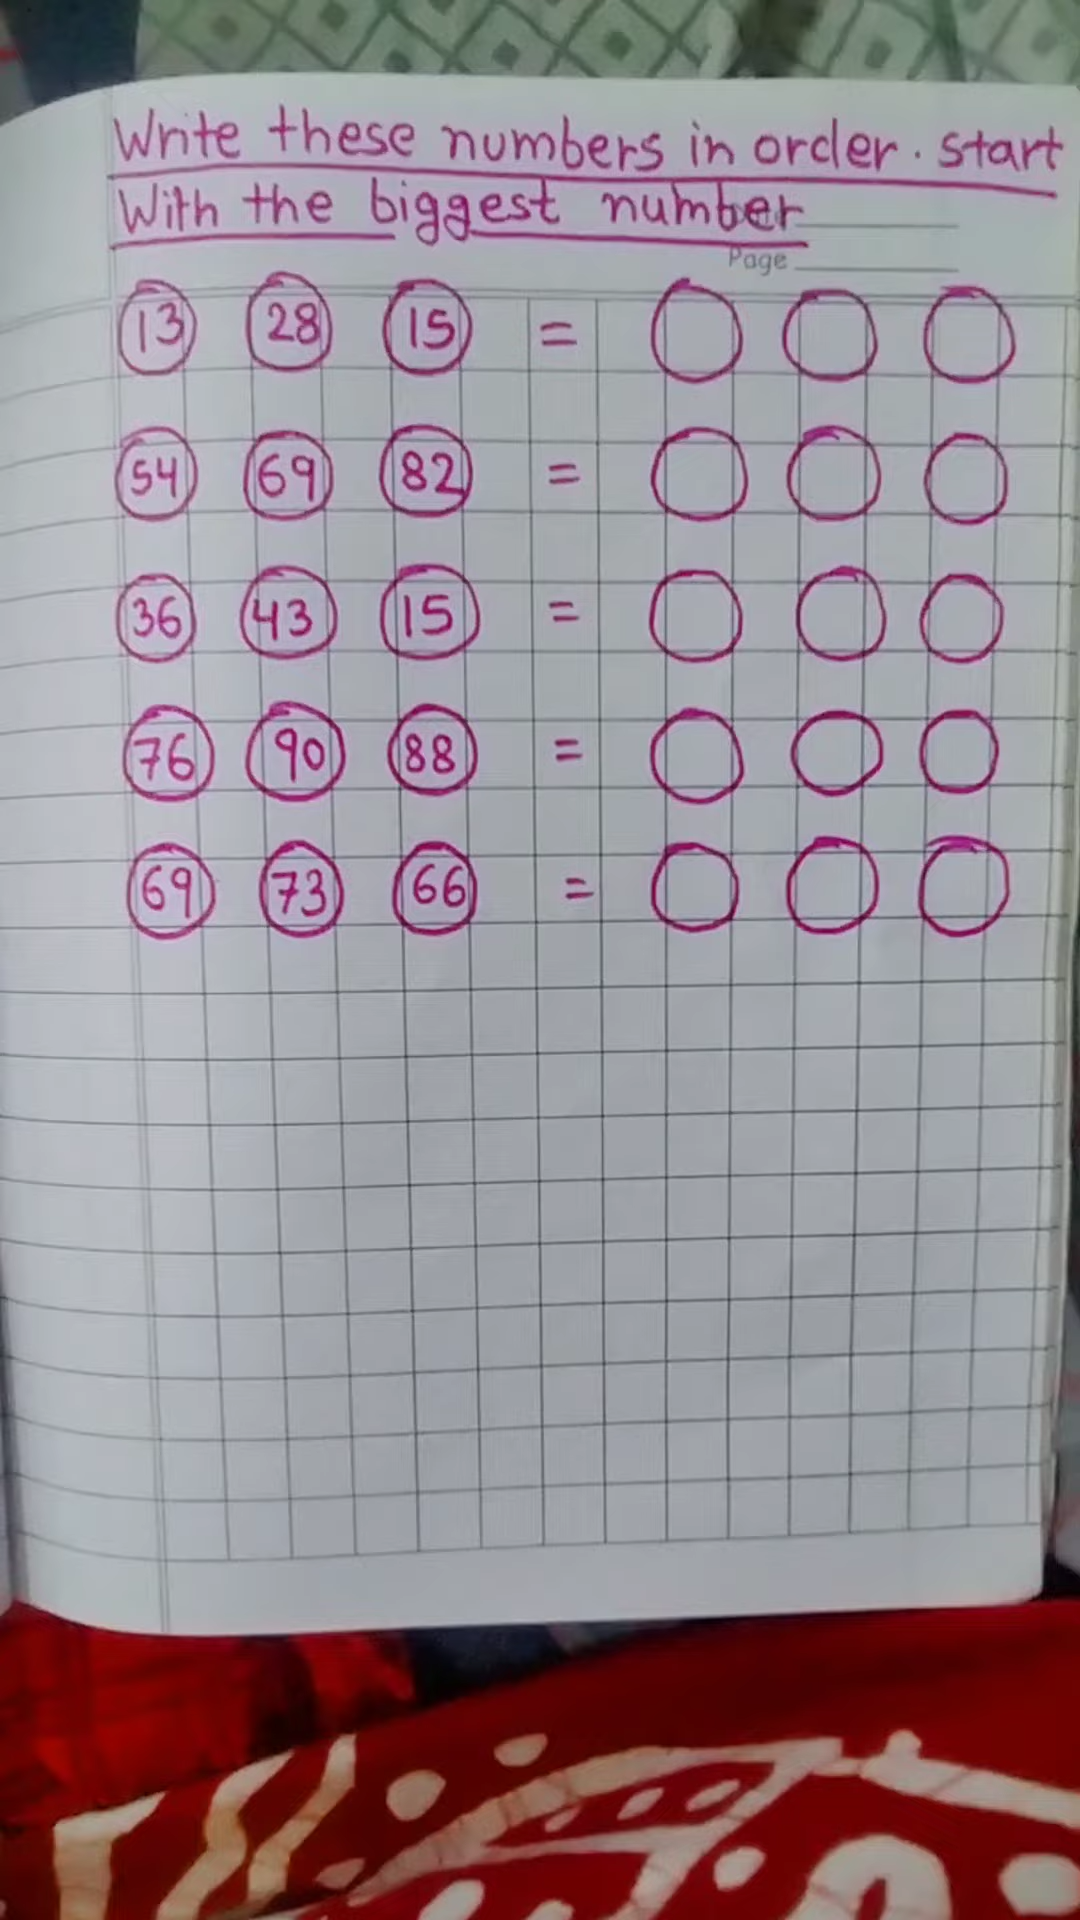 Write these numbers in order. start
With the biggest number
Page
13 28 15 =
54 69 82 =
36 43 15 =
76 90 88 =
69 73 66 =